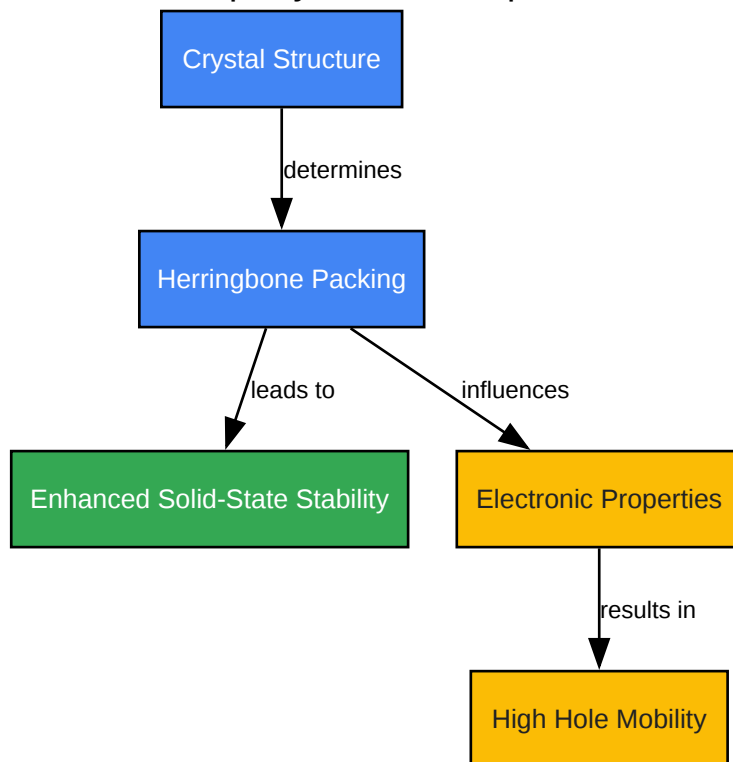 Crystal Structure
determines
Herringbone Packing
leads to
influences
Enhanced Solid-State Stability
Electronic Properties
results in
High Hole Mobility